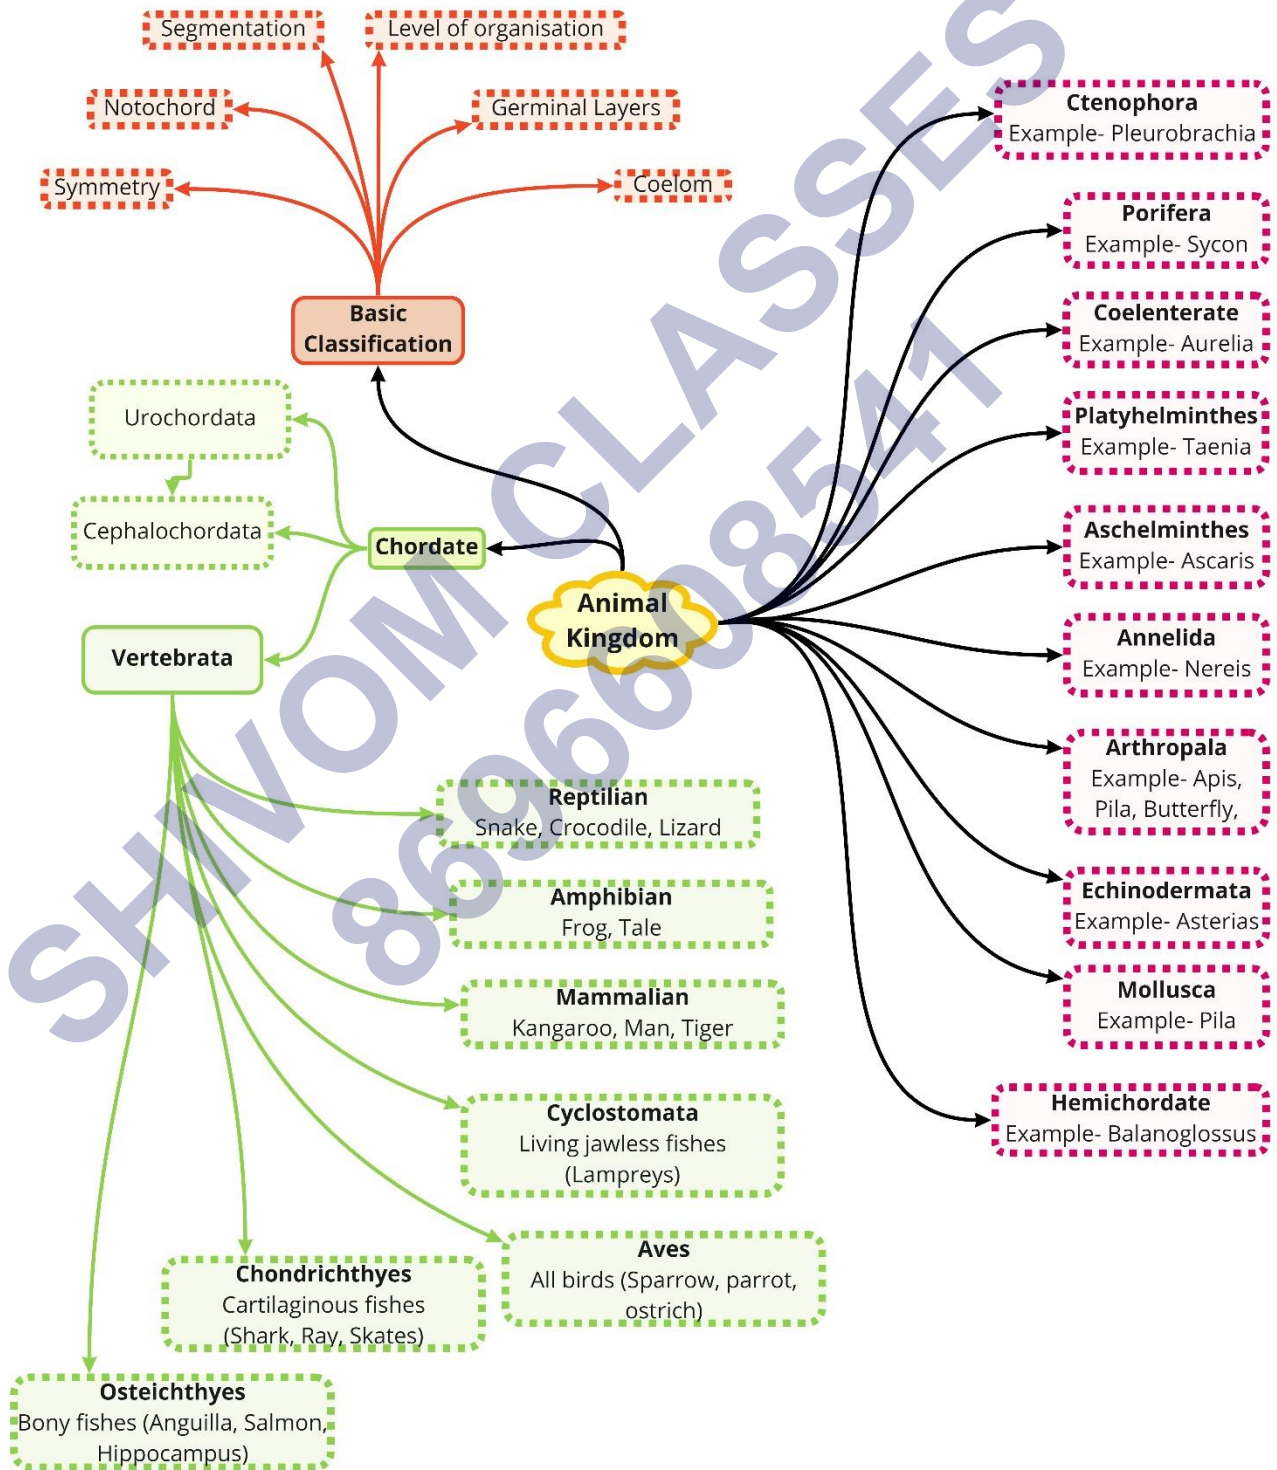 Segmentation
Level of organisation
Notochord
Germinal Layers
Symmetry
Coelom
Basic
Classification
Urochordata
Cephalochordata
Chordate
Vertebrata
Animal
Kingdom
Reptilian
Snake, Crocodile, Lizard
Amphibian
Frog, Tale
Mammalian
Kangaroo, Man, Tiger
Cyclostomata
Living jawless fishes
(Lampreys)
Aves
All birds (Sparrow, parrot,
ostrich)
Chondrichthyes
Cartilaginous fishes
(Shark, Ray, Skates)
Osteichthyes
Bony fishes (Anguilla, Salmon,
Hippocampus)
Ctenophora
Example- Pleurobrachia
Porifera
Example- Sycon
Coelenterate
Example- Aurelia
Platyhelminthes
Example- Taenia
Aschelminthes
Example- Ascaris
Annelida
Example- Nereis
Arthropala
Example- Apis,
Pila, Butterfly,
Echinodermata
Example- Asterias
Mollusca
Example- Pila
Hemichordate
Example- Balanoglossus
SHIVOM CLASSES
8696608541